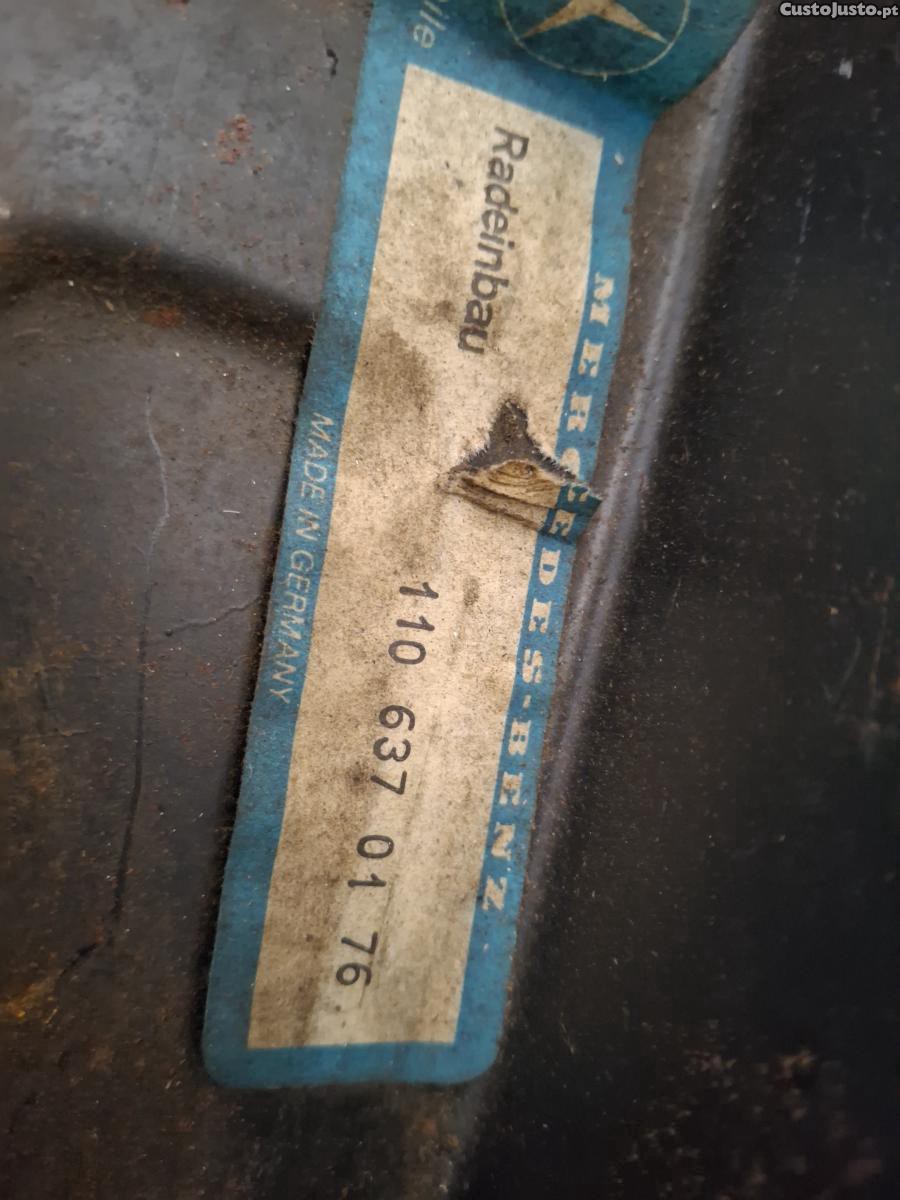 CustoJusto.pt
MERCEDES-BENZ
Radeinbau
110 637 01 76
MADE IN GERMANY